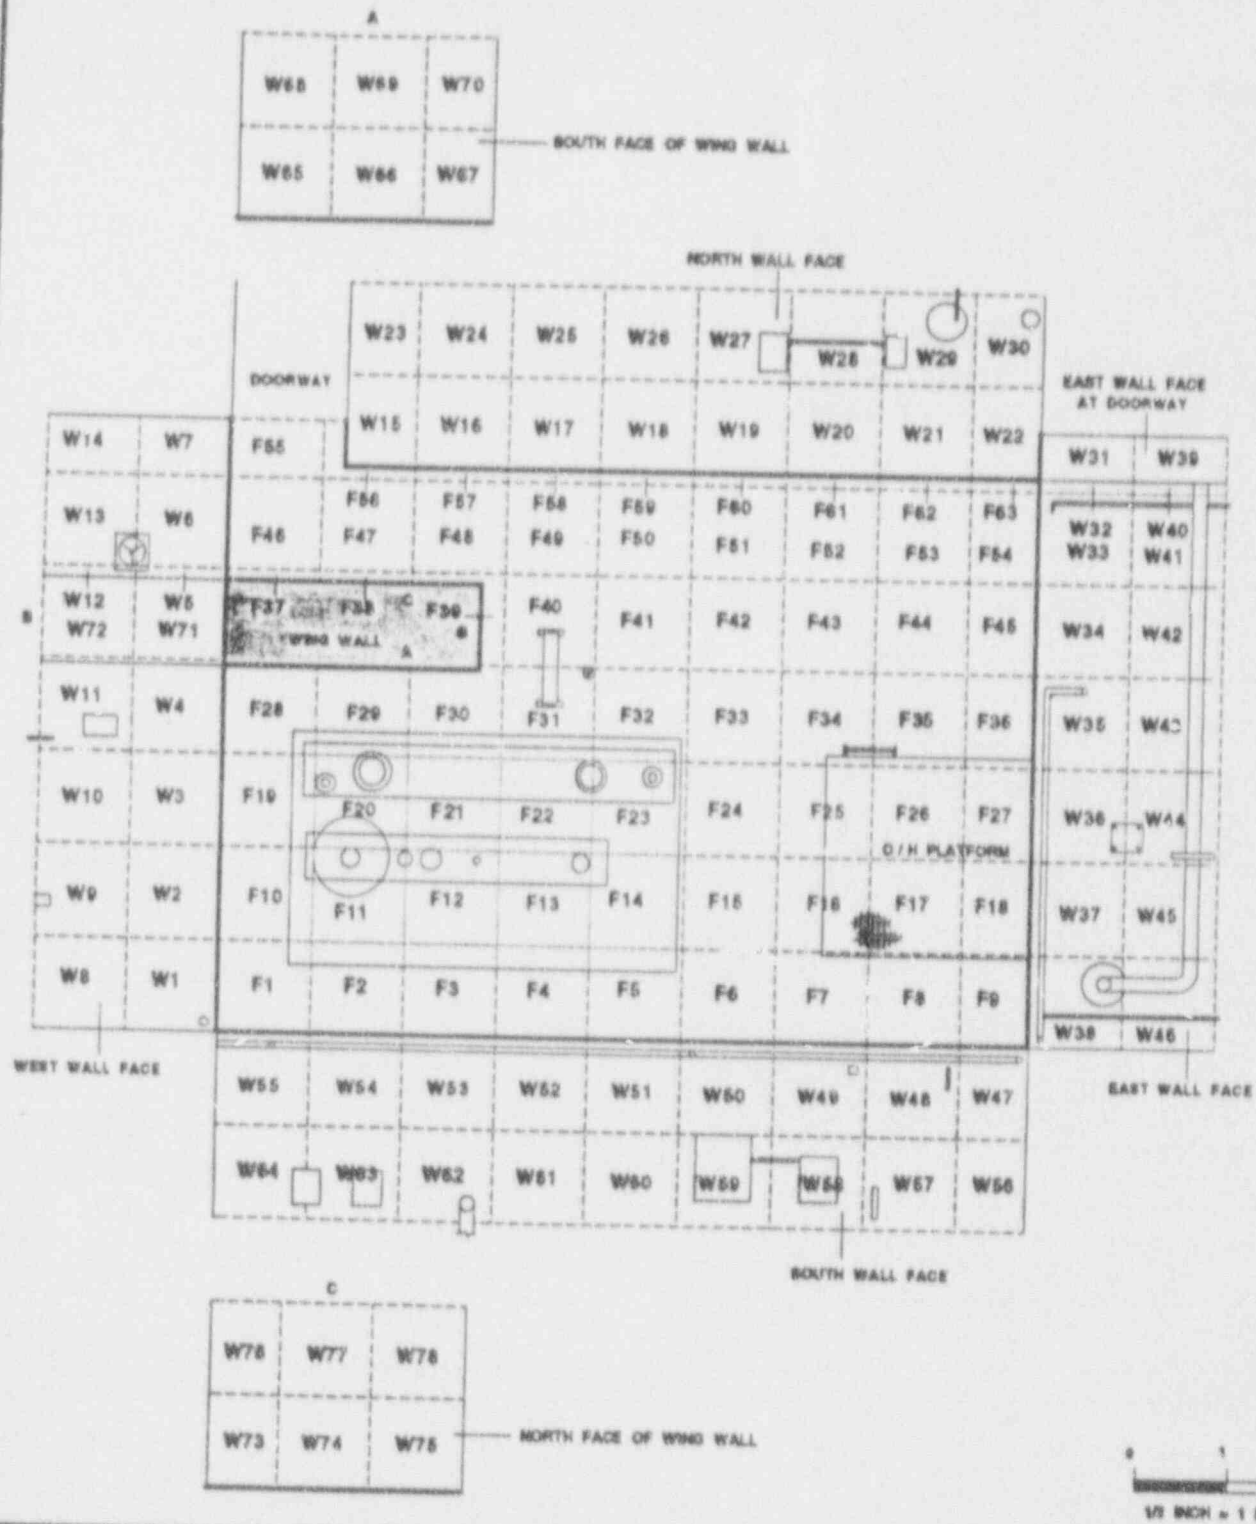 A
W68 W69 W70
SOUTH FACE OF WING WALL
W65 W66 W67
NORTH WALL FACE
W23 W24 W25 W26 W27 W28 W29 W30
DOORWAY
EAST WALL FACE
AT DOORWAY
W15 W16 W17 W18 W19 W20 W21 W22
W14 W7 F55 W31 W39
F56 F57 F58 F59 F60 F61 F62 F63
W13 W6 F46 F47 F48 F49 F50 F51 F52 F53 F54 W32 W40
W33 W41
W12 W5 F37 F38 C F39 F40 F41 F42 F43 F44 F45 W34 W42
B W72 W71 WING WALL B
A
W11 W4 F28 F29 F30 F31 F32 F33 F34 F35 F36 W35 W43
W10 W3 F19 F20 F21 F22 F23 F24 F25 F26 F27 W36 W44
O / H PLATFORM
W9 W2 F10 F11 F12 F13 F14 F15 F16 F17 F18 W37 W45
W8 W1 F1 F2 F3 F4 F5 F6 F7 F8 F9
W38 W46
WEST WALL FACE
EAST WALL FACE
W55 W54 W53 W52 W51 W50 W49 W48 W47
W64 W63 W62 W61 W60 W59 W58 W57 W56
SOUTH WALL FACE
C
W76 W77 W78
W73 W74 W75
NORTH FACE OF WING WALL
0 1
INCH = 1